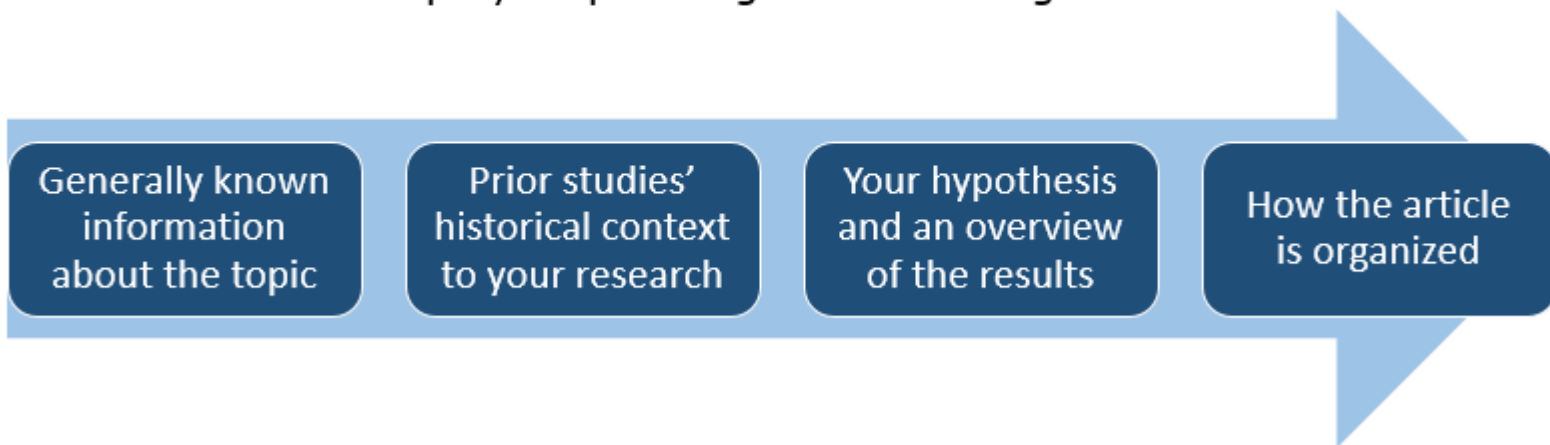 Generally known
information
about the topic
Prior studies’
historical context
to your research
Your hypothesis
and an overview
of the results
How the article
is organized